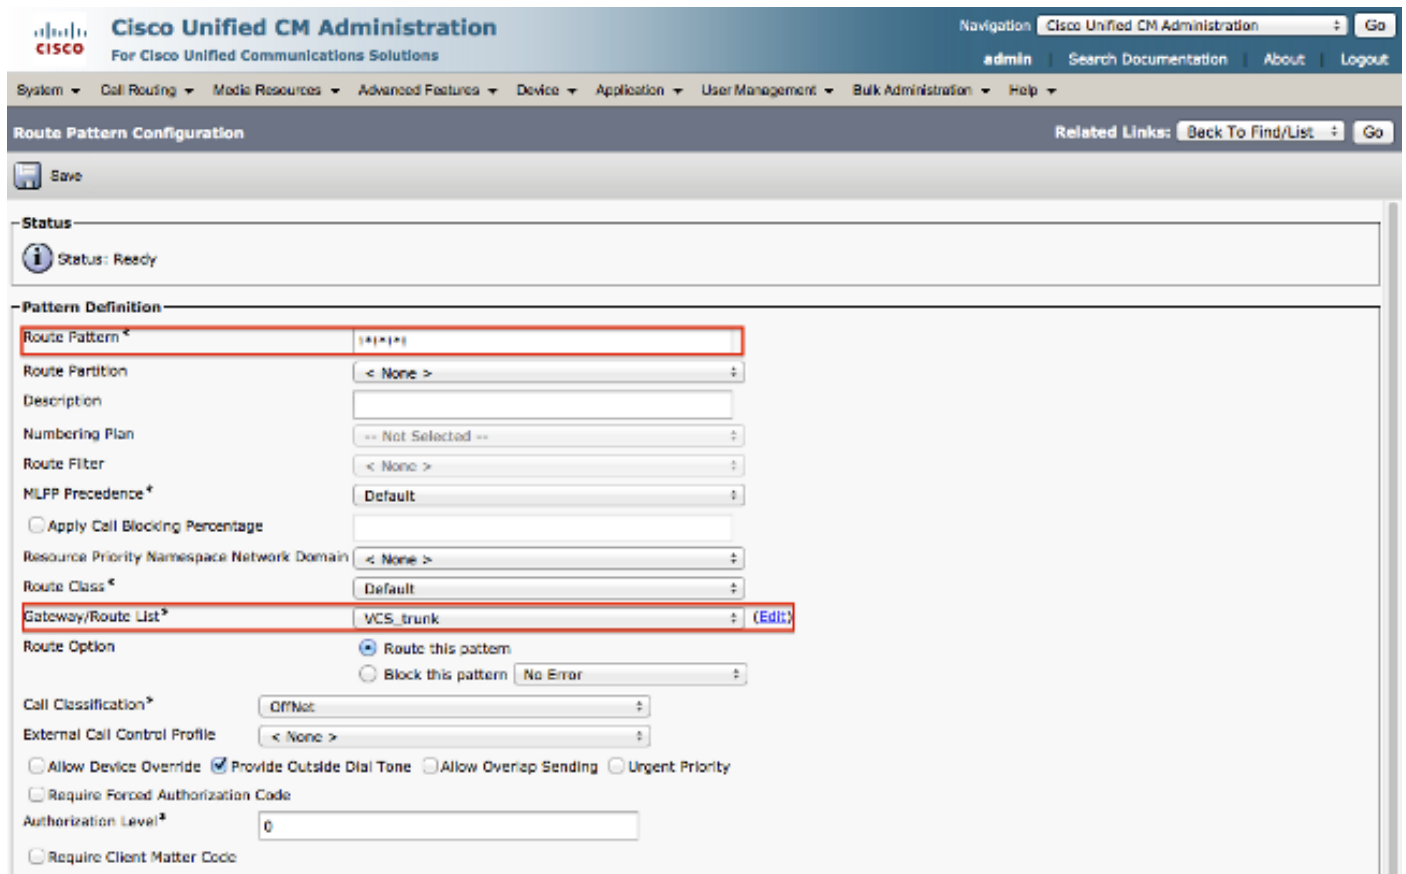 Cisco Unified CM Administration
For Cisco Unified Communications Solutions
CISCO
Navigation Cisco Unified CM Administration Go
admin Search Documentation About Logout
System Call Routing Media Resources Advanced Features Device Application User Management Bulk Administration Help
Route Pattern Configuration
Related Links: Back To Find/List Go
Save
Status
Status: Ready
Pattern Definition
Route Pattern * !*!*!*!
Route Partition < None >
Description
Numbering Plan -- Not Selected --
Route Filter < None >
MLPP Precedence * Default
Apply Call Blocking Percentage
Resource Priority Namespace Network Domain < None >
Route Class * Default
Gateway/Route List * VCS_trunk (Edit)
Route Option Route this pattern
Block this pattern No Error
Call Classification * OffNet
External Call Control Profile < None >
Allow Device Override Provide Outside Dial Tone Allow Overlap Sending Urgent Priority
Require Forced Authorization Code
Authorization Level * 0
Require Client Matter Code